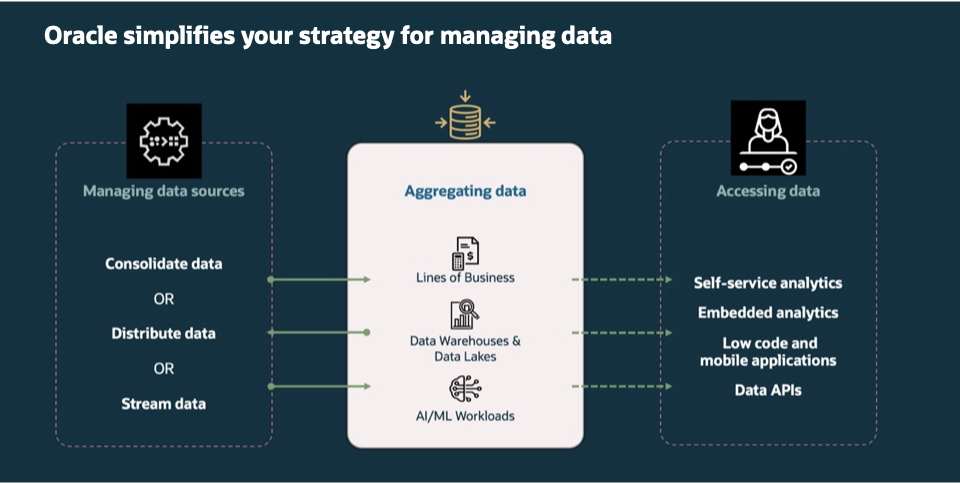 Oracle simplifies your strategy for managing data
Managing data sources
Consolidate data
OR
Distribute data
OR
Stream data
Aggregating data
Lines of Business
Data Warehouses &
Data Lakes
AI/ML Workloads
Accessing data
Self-service analytics
Embedded analytics
Low code and
mobile applications
Data APIs